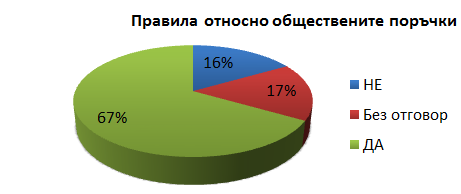 Правила относно обществените поръчки
16%
17%
67%
НЕ
Без отговор
ДА